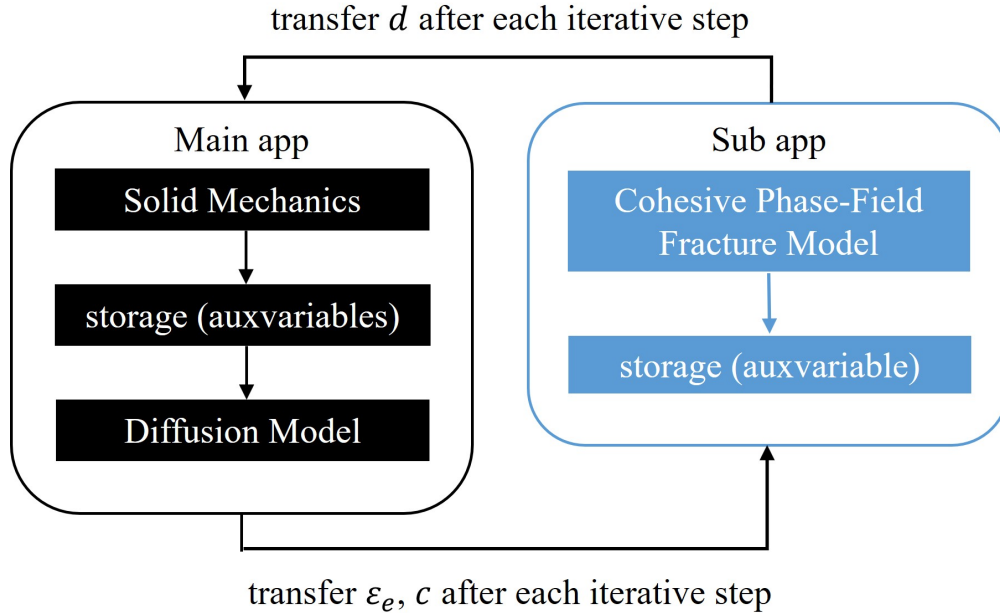 transfer 𝑑 after each iterative step
Main app
Solid Mechanics
storage (auxvariables)
Diffusion Model
Sub app
Cohesive Phase-Field
Fracture Model
storage (auxvariable)
transfer 𝜀𝑒, 𝑐 after each iterative step